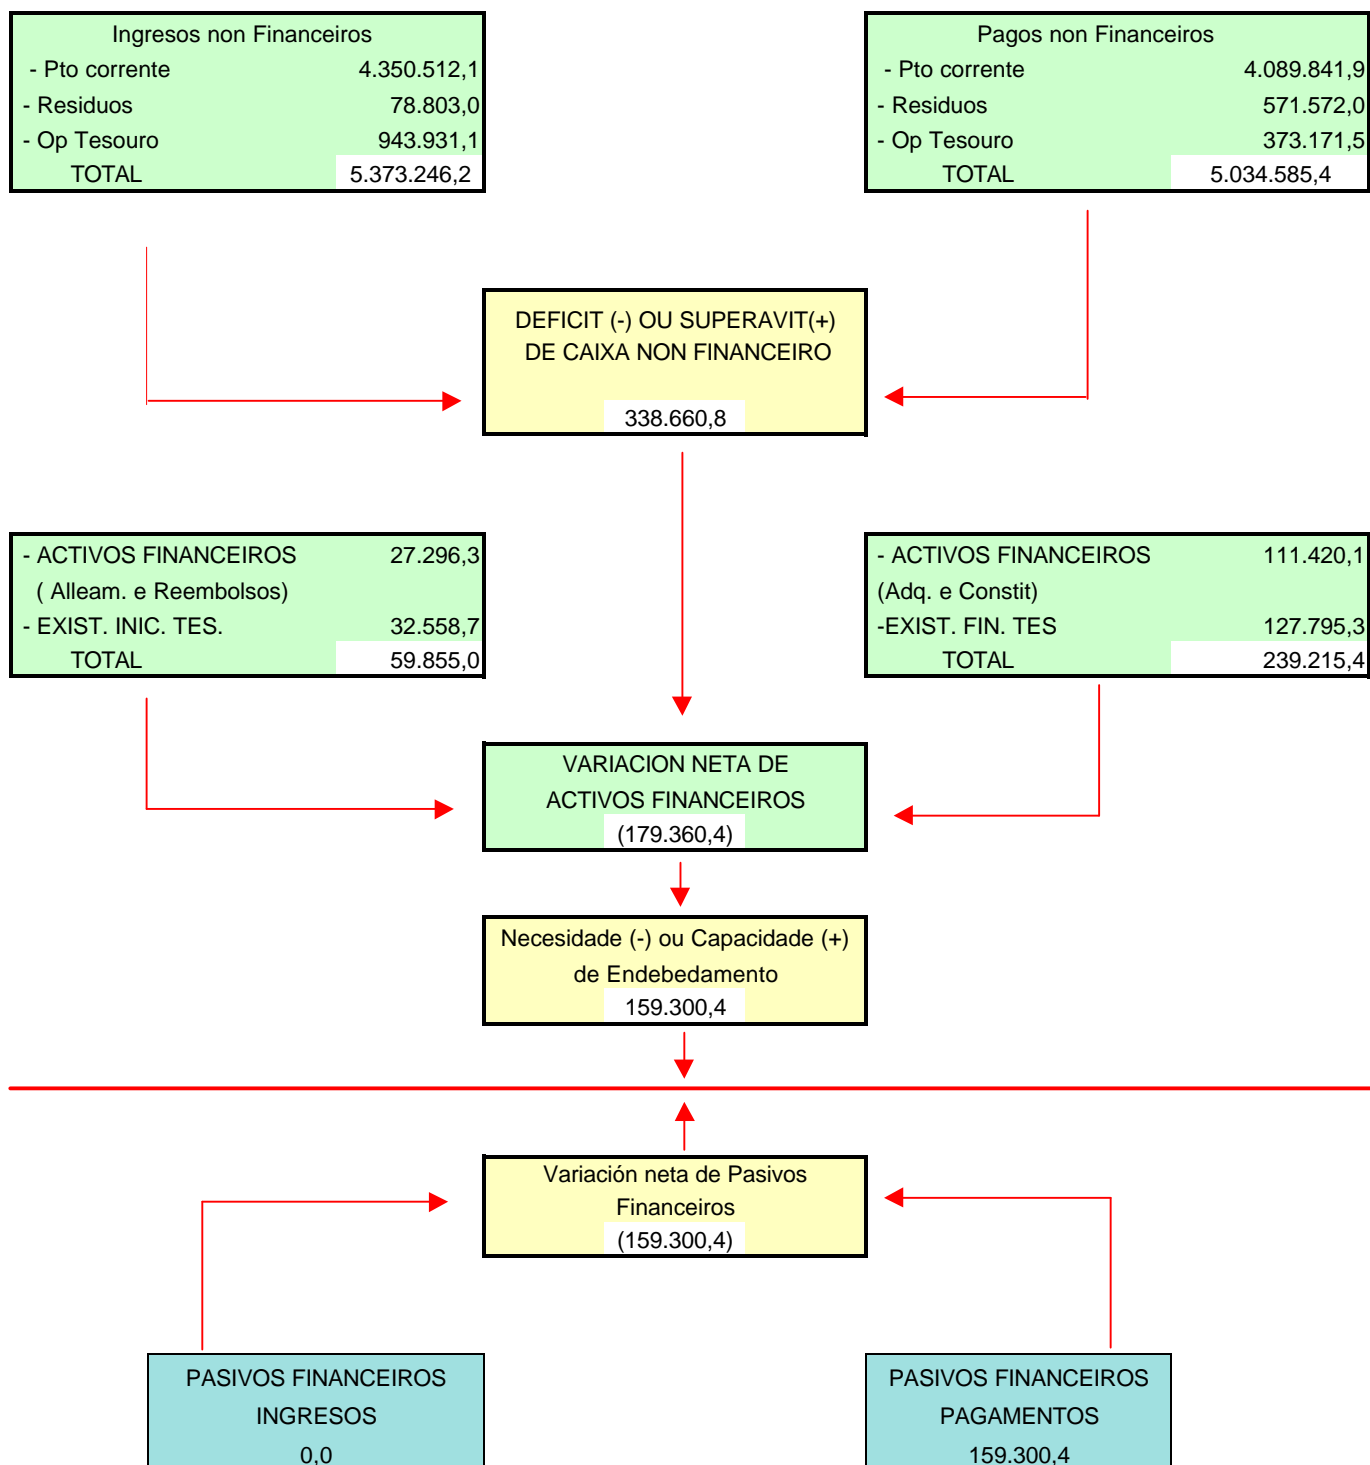 Ingresos non Financeiros
- Pto corrente 4.350.512,1
- Residuos 78.803,0
- Op Tesouro 943.931,1
TOTAL 5.373.246,2
Pagos non Financeiros
- Pto corrente 4.089.841,9
- Residuos 571.572,0
- Op Tesouro 373.171,5
TOTAL 5.034.585,4
DEFICIT (-) OU SUPERAVIT(+)
DE CAIXA NON FINANCEIRO
338.660,8
- ACTIVOS FINANCEIROS 27.296,3
( Alleam. e Reembolsos)
- EXIST. INIC. TES. 32.558,7
TOTAL 59.855,0
- ACTIVOS FINANCEIROS 111.420,1
(Adq. e Constit)
-EXIST. FIN. TES 127.795,3
TOTAL 239.215,4
VARIACION NETA DE
ACTIVOS FINANCEIROS
(179.360,4)
Necesidade (-) ou Capacidade (+)
de Endebedamento
159.300,4
Variación neta de Pasivos
Financeiros
(159.300,4)
PASIVOS FINANCEIROS
INGRESOS
0,0
PASIVOS FINANCEIROS
PAGAMENTOS
159.300,4